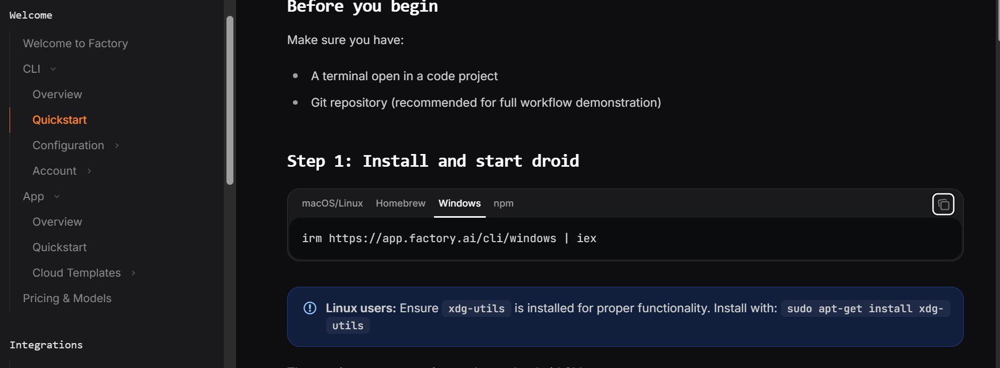 Welcome
Welcome to Factory
CLI
Overview
Quickstart
Configuration
Account
App
Overview
Quickstart
Cloud Templates
Pricing & Models
Integrations
Before you begin
Make sure you have:
A terminal open in a code project
Git repository (recommended for full workflow demonstration)
Step 1: Install and start droid
macOS/Linux Homebrew Windows npm
irm https://app.factory.ai/cli/windows | iex
Linux users: Ensure xdg-utils is installed for proper functionality. Install with: sudo apt-get install xdg-
utils